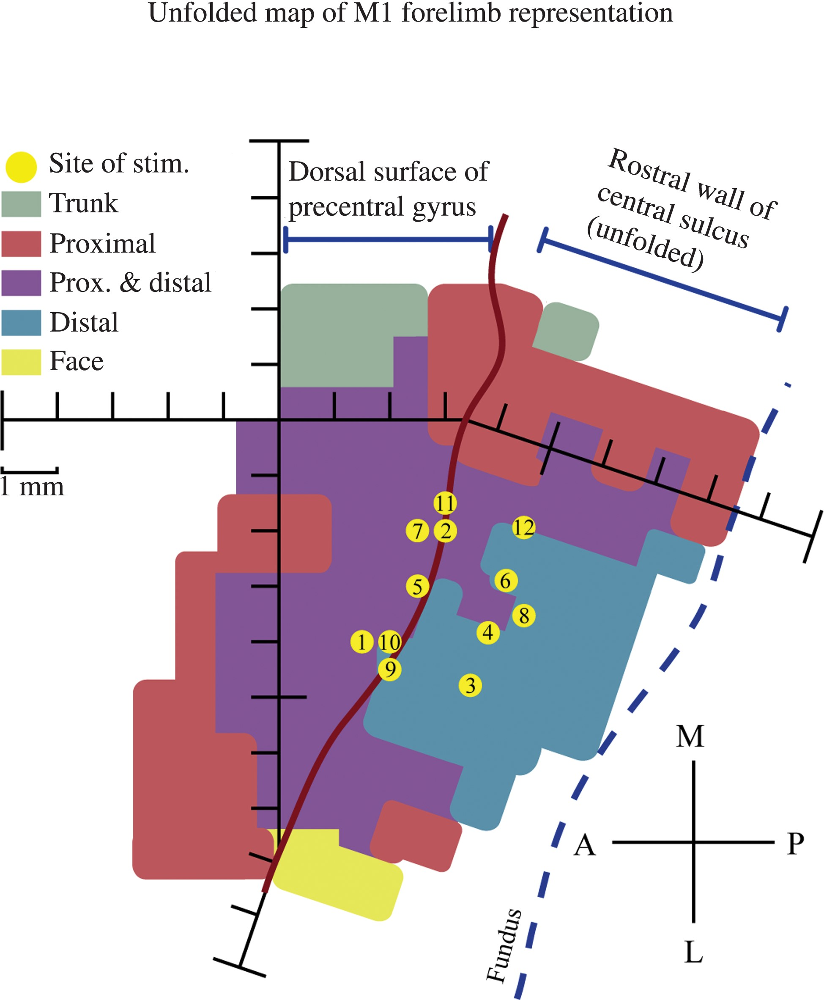 Unfolded map of M1 forelimb representation
Site of stim.
Trunk
Proximal
Prox. & distal
Distal
Face
1 mm
Dorsal surface of
precentral gyrus
Rostral wall of
central sulcus
(unfolded)
11
7
2
12
5
6
8
4
1
10
9
3
M
A
P
L
Fundus